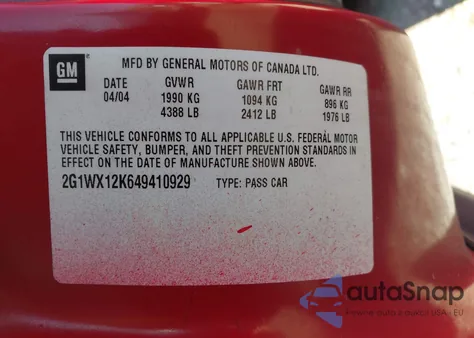 GM
MFD BY GENERAL MOTORS OF CANADA LTD.
DATE GVWR GAWR FRT GAWR RR
04/04 1990 KG 1094 KG 896 KG
4388 LB 2412 LB 1976 LB
THIS VEHICLE CONFORMS TO ALL APPLICABLE U.S. FEDERAL MOTOR
VEHICLE SAFETY, BUMPER, AND THEFT PREVENTION STANDARDS IN
EFFECT ON THE DATE OF MANUFACTURE SHOWN ABOVE.
2G1WX12K649410929 TYPE: PASS CAR
autaSnap